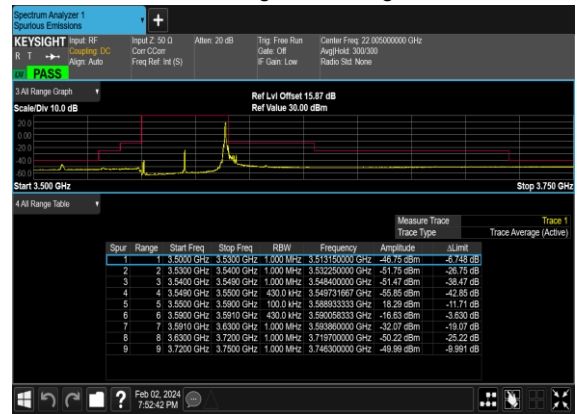 Spectrum Analyzer 1
Spurious Emissions
KEYSIGHT Input: RF Input Z: 50 Ω Atten: 20 dB Trig: Free Run Center Freq: 22.005000000 GHz
R T Coupling: DC Corr CCorr Gate: Off Avg|Hold: 300/300
Align: Auto Freq Ref: Int (S) IF Gain: Low Radio Std: None
PASS
3 All Range Graph
Ref Lvl Offset 15.87 dB
Scale/Div 10.0 dB Ref Value 30.00 dBm
20.0
0.00
-20.0
-40.0
-60.0
Start 3.500 GHz Stop 3.750 GHz
4 All Range Table
Measure Trace Trace 1
Trace Type Trace Average (Active)
Spur Range Start Freq Stop Freq RBW Frequency Amplitude ΔLimit
1 1 3.5000 GHz 3.5300 GHz 1.000 MHz 3.513150000 GHz -46.75 dBm -6.748 dB
2 2 3.5300 GHz 3.5400 GHz 1.000 MHz 3.532250000 GHz -51.75 dBm -26.75 dB
3 3 3.5400 GHz 3.5490 GHz 1.000 MHz 3.548400000 GHz -51.47 dBm -38.47 dB
4 4 3.5490 GHz 3.5500 GHz 430.0 kHz 3.549731667 GHz -55.85 dBm -42.85 dB
5 5 3.5500 GHz 3.5900 GHz 100.0 kHz 3.588933333 GHz 18.29 dBm -11.71 dB
6 6 3.5900 GHz 3.5910 GHz 430.0 kHz 3.590058333 GHz -16.63 dBm -3.630 dB
7 7 3.5910 GHz 3.6300 GHz 1.000 MHz 3.593860000 GHz -32.07 dBm -19.07 dB
8 8 3.6300 GHz 3.7200 GHz 1.000 MHz 3.719700000 GHz -50.22 dBm -25.22 dB
9 9 3.7200 GHz 3.7500 GHz 1.000 MHz 3.746300000 GHz -49.99 dBm -9.991 dB
Feb 02, 2024
7:52:42 PM